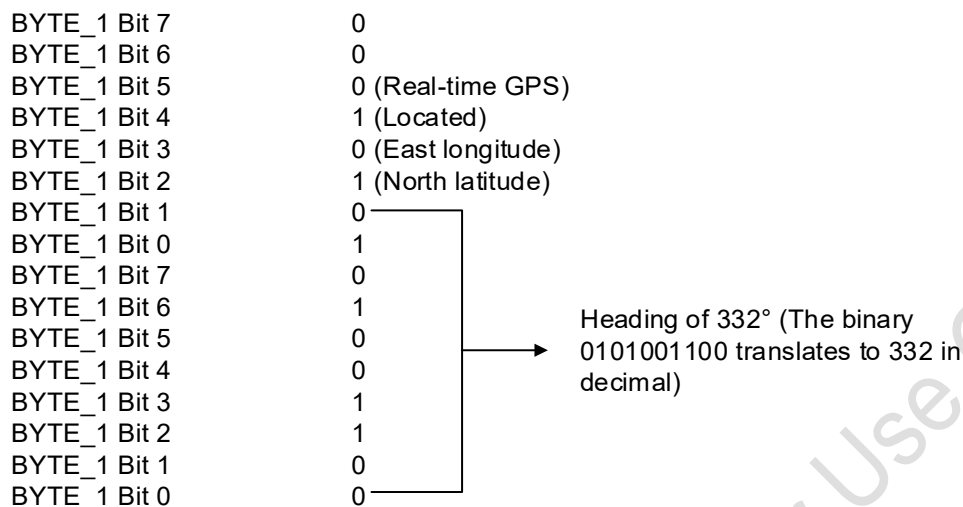 BYTE_1 Bit 7 0
BYTE_1 Bit 6 0
BYTE_1 Bit 5 0 (Real-time GPS)
BYTE_1 Bit 4 1 (Located)
BYTE_1 Bit 3 0 (East longitude)
BYTE_1 Bit 2 1 (North latitude)
BYTE_1 Bit 1 0
BYTE_1 Bit 0 1
BYTE_1 Bit 7 0
BYTE_1 Bit 6 1
BYTE_1 Bit 5 0
BYTE_1 Bit 4 0
BYTE_1 Bit 3 1
BYTE_1 Bit 2 1
BYTE_1 Bit 1 0
BYTE_1 Bit 0 0
Heading of 332° (The binary
0101001100 translates to 332 in
decimal)
Use